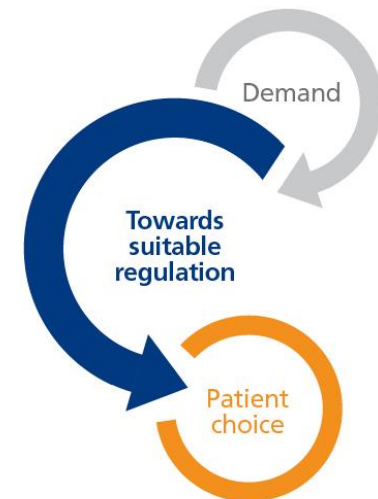 Demand
Towards
suitable
regulation
Patient
choice